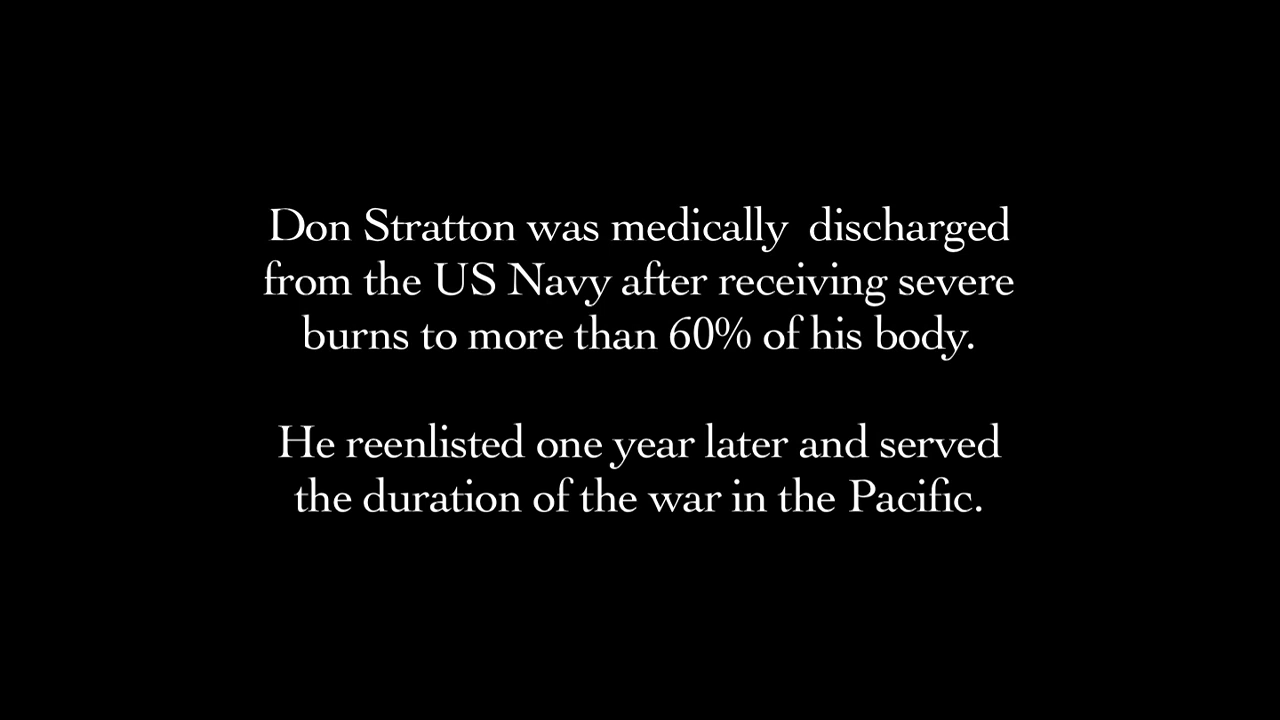 Don Stratton was medically  discharged
from the US Navy after receiving severe
burns to more than 60% of his body.
He reenlisted one year later and served
the duration of the war in the Pacific.